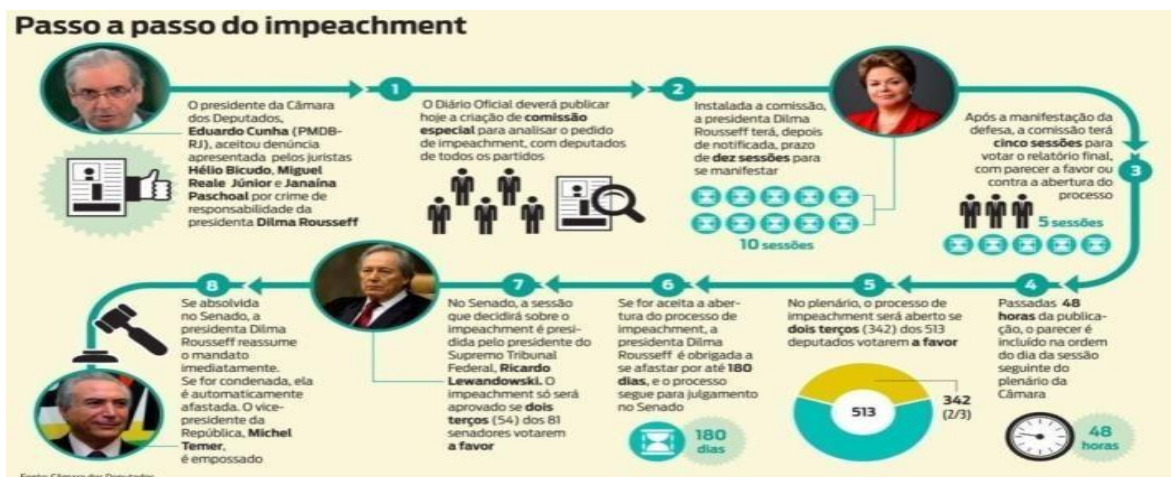 Passo a passo do impeachment
O presidente da Câmara
dos Deputados,
Eduardo Cunha (PMDB-
RJ), aceitou denúncia
apresentada pelos juristas
Hélio Bicudo, Miguel
Reale Júnior e Janaína
Paschoal por crime de
responsabilidade da
presidenta Dilma Rousseff
1
O Diário Oficial deverá publicar
hoje a criação de comissão
especial para analisar o pedido
de impeachment, com deputados
de todos os partidos
2
Instalada a comissão,
a presidenta Dilma
Rousseff terá, depois
de notificada, prazo
de dez sessões para
se manifestar
10 sessões
Após a manifestação da
defesa, a comissão terá
cinco sessões para
votar o relatório final,
com parecer a favor ou
contra a abertura do
processo
3
5 sessões
4
Passadas 48
horas da publica-
ção, o parecer é
incluído na ordem
do dia da sessão
seguinte do
plenário da
Câmara
48
horas
5
No plenário, o processo de
impeachment será aberto se
dois terços (342) dos 513
deputados votarem a favor
513
342
(2/3)
6
Se for aceita a aber-
tura do processo de
impeachment, a
presidenta Dilma
Rousseff é obrigada a
se afastar por até 180
dias, e o processo
segue para julgamento
no Senado
180
dias
7
No Senado, a sessão
que decidirá sobre o
impeachment é presi-
dida pelo presidente do
Supremo Tribunal
Federal, Ricardo
Lewandowski. O
impeachment só será
aprovado se dois
terços (54) dos 81
senadores votarem
a favor
8
Se absolvida
no Senado, a
presidenta Dilma
Rousseff reassume
o mandato
imediatamente.
Se for condenada, ela
é automaticamente
afastada. O vice-
presidente da
República, Michel
Temer,
é empossado
Fonte: Câmara dos Deputados